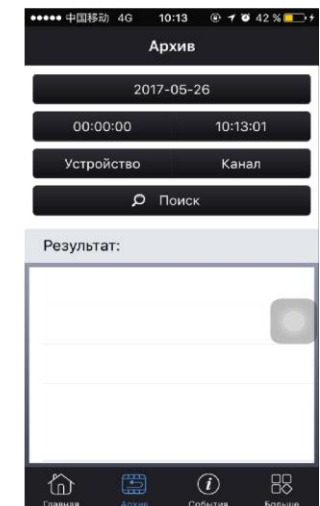 中国移动 4G 10:13 42 %
Архив
2017-05-26
00:00:00 10:13:01
Устройство Канал
Поиск
Результат:
Главная Архив События Больше